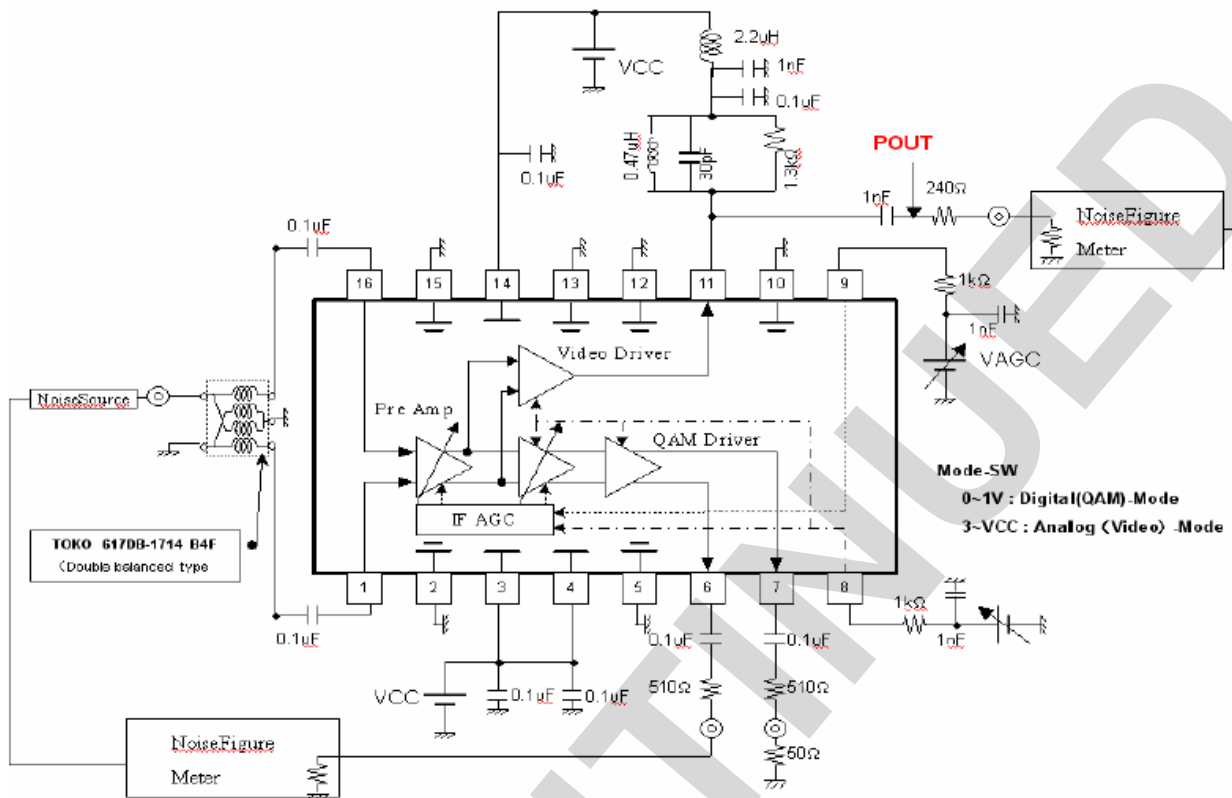 2.2uH
VCC
1nF
0.1uF
0.47uH
30pF
1.3kΩ
0.1uF
POUT
1nF
240Ω
NoiseFigure
Meter
0.1uF
16
15
14
13
12
11
10
9
1kΩ
1nF
VAGC
Video Driver
NoiseSource
Pre Amp
QAM Driver
Mode-SW
0~1V : Digital(QAM)-Mode
3~VCC : Analog (Video) -Mode
IF AGC
TOKO 617DB-1714 B4F
(Double balanced type
1
2
3
4
5
6
7
8
0.1uF
0.1uF
0.1uF
1kΩ
1nF
VCC
0.1uF
0.1uF
510Ω
510Ω
50Ω
NoiseFigure
Meter
TINUED